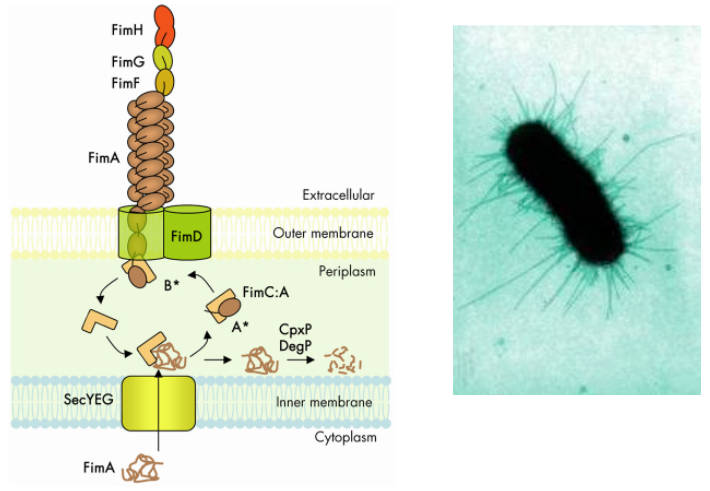 FimH
FimG
FimF
FimA
Extracellular
FimD
Outer membrane
Periplasm
B*
FimC:A
A*
CpxP
DegP
SecYEG
Inner membrane
Cytoplasm
FimA